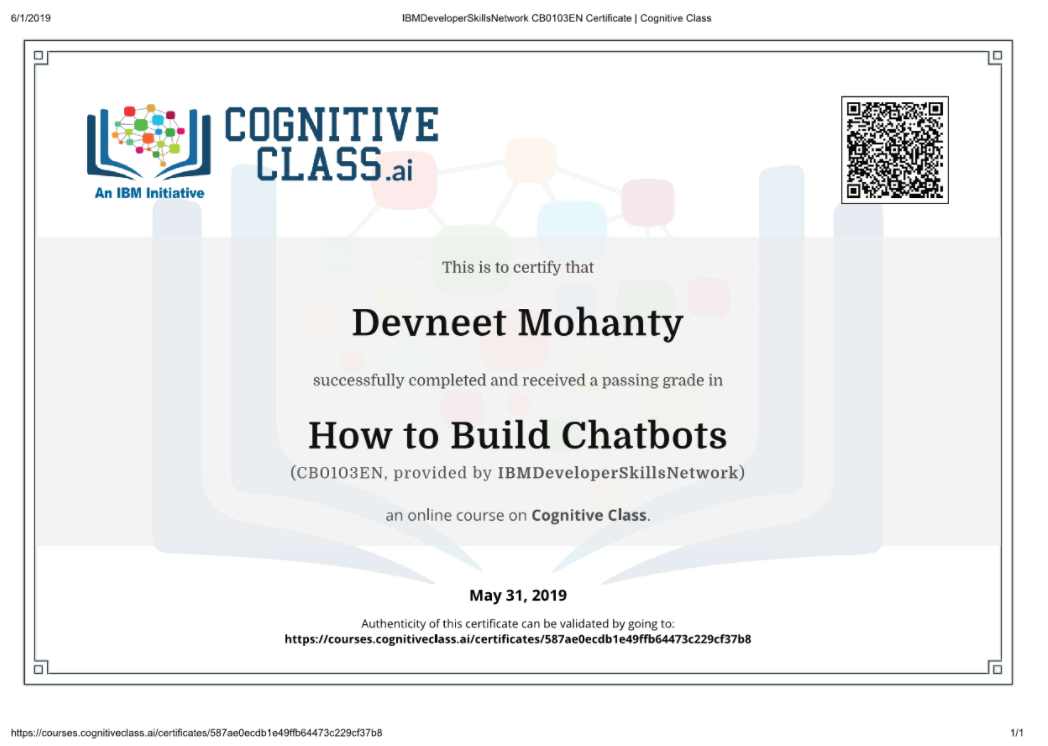 6/1/2019
IBMDeveloperSkillsNetwork CB0103EN Certificate | Cognitive Class
COGNITIVE
CLASS.ai
An IBM Initiative
This is to certify that
Devneet Mohanty
successfully completed and received a passing grade in
How to Build Chatbots
(CB0103EN, provided by IBMDeveloperSkillsNetwork)
an online course on Cognitive Class.
May 31, 2019
Authenticity of this certificate can be validated by going to:
https://courses.cognitiveclass.ai/certificates/587ae0ecdb1e49ffb64473c229cf37b8
https://courses.cognitiveclass.ai/certificates/587ae0ecdb1e49ffb64473c229cf37b8
1/1